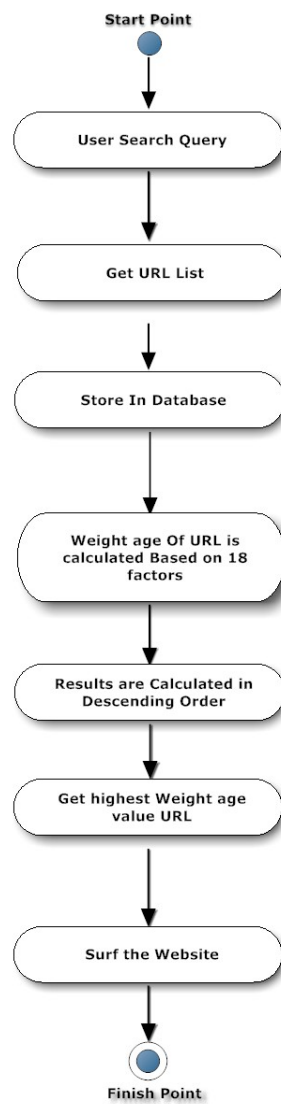 Start Point
User Search Query
Get URL List
Store In Database
Weight age Of URL is
calculated Based on 18
factors
Results are Calculated in
Descending Order
Get highest Weight age
value URL
Surf the Website
Finish Point